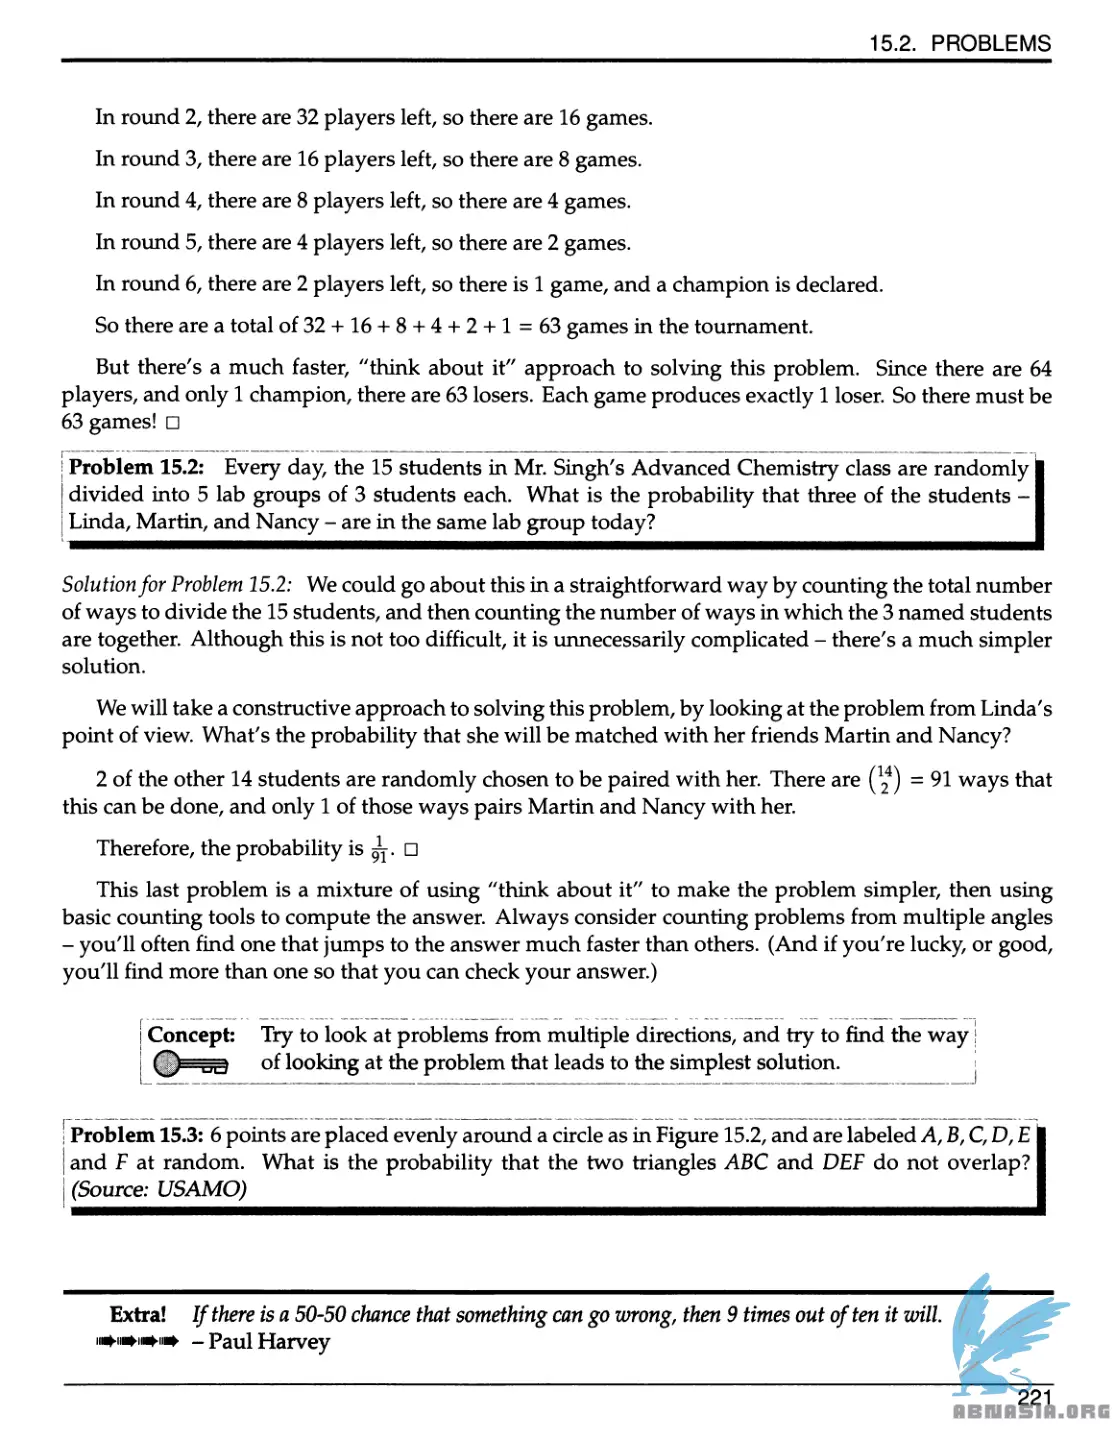 15.2. PROBLEMS
In round 2, there are 32 players left, so there are 16 games.
In round 3, there are 16 players left, so there are 8 games.
In round 4, there are 8 players left, so there are 4 games.
In round 5, there are 4 players left, so there are 2 games.
In round 6, there are 2 players left, so there is 1 game, and a champion is declared.
So there are a total of 32 + 16 + 8 + 4 + 2 + 1 = 63 games in the tournament.
But there's a much faster, "think about it" approach to solving this problem. Since there are 64
players, and only 1 champion, there are 63 losers. Each game produces exactly 1 loser. So there must be
63 games! □
Problem 15.2: Every day, the 15 students in Mr. Singh's Advanced Chemistry class are randomly
divided into 5 lab groups of 3 students each. What is the probability that three of the students –
Linda, Martin, and Nancy – are in the same lab group today?
Solution for Problem 15.2: We could go about this in a straightforward way by counting the total number
of ways to divide the 15 students, and then counting the number of ways in which the 3 named students
are together. Although this is not too difficult, it is unnecessarily complicated – there's a much simpler
solution.
We will take a constructive approach to solving this problem, by looking at the problem from Linda's
point of view. What's the probability that she will be matched with her friends Martin and Nancy?
2 of the other 14 students are randomly chosen to be paired with her. There are (14 2) = 91 ways that
this can be done, and only 1 of those ways pairs Martin and Nancy with her.
Therefore, the probability is 1/91. □
This last problem is a mixture of using "think about it" to make the problem simpler, then using
basic counting tools to compute the answer. Always consider counting problems from multiple angles
– you'll often find one that jumps to the answer much faster than others. (And if you're lucky, or good,
you'll find more than one so that you can check your answer.)
Concept: Try to look at problems from multiple directions, and try to find the way
of looking at the problem that leads to the simplest solution.
Problem 15.3: 6 points are placed evenly around a circle as in Figure 15.2, and are labeled A, B, C, D, E
and F at random. What is the probability that the two triangles ABC and DEF do not overlap?
(Source: USAMO)
Extra! If there is a 50-50 chance that something can go wrong, then 9 times out of ten it will.
– Paul Harvey
221
ABNASIA.ORG